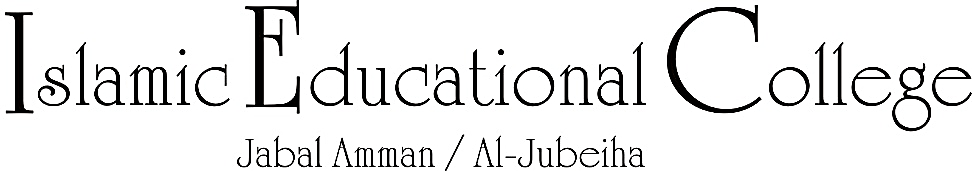 Islamic Educational College
Jabal Amman / Al-Jubeiha